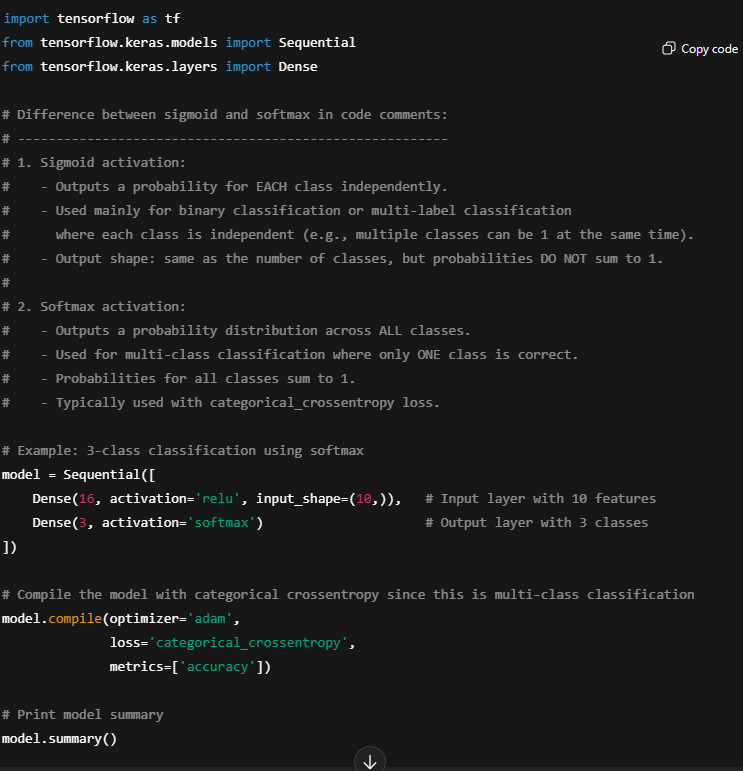 import tensorflow as tf
from tensorflow.keras.models import Sequential
Copy code
from tensorflow.keras.layers import Dense
# Difference between sigmoid and softmax in code comments:
# --------------------------------------------------------
# 1. Sigmoid activation:
#    - Outputs a probability for EACH class independently.
#    - Used mainly for binary classification or multi-label classification
#      where each class is independent (e.g., multiple classes can be 1 at the same time).
#    - Output shape: same as the number of classes, but probabilities DO NOT sum to 1.
#
# 2. Softmax activation:
#    - Outputs a probability distribution across ALL classes.
#    - Used for multi-class classification where only ONE class is correct.
#    - Probabilities for all classes sum to 1.
#    - Typically used with categorical_crossentropy loss.
# Example: 3-class classification using softmax
model = Sequential([
    Dense(16, activation='relu', input_shape=(10,)),   # Input layer with 10 features
    Dense(3, activation='softmax')                     # Output layer with 3 classes
])
# Compile the model with categorical crossentropy since this is multi-class classification
model.compile(optimizer='adam',
              loss='categorical_crossentropy',
              metrics=['accuracy'])
# Print model summary
model.summary()